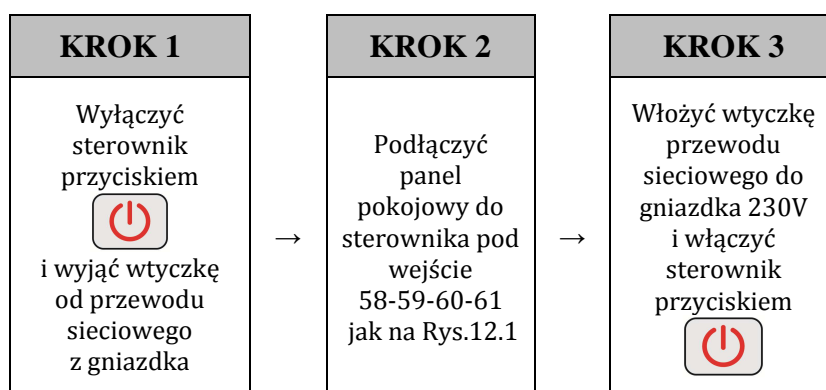 KROK 1
Wyłączyć
sterownik
przyciskiem
i wyjąć wtyczkę
od przewodu
sieciowego
z gniazdka
→
KROK 2
Podłączyć
panel
pokojowy do
sterownika pod
wejście
58-59-60-61
jak na Rys.12.1
→
KROK 3
Włożyć wtyczkę
przewodu
sieciowego do
gniazdka 230V
i włączyć
sterownik
przyciskiem